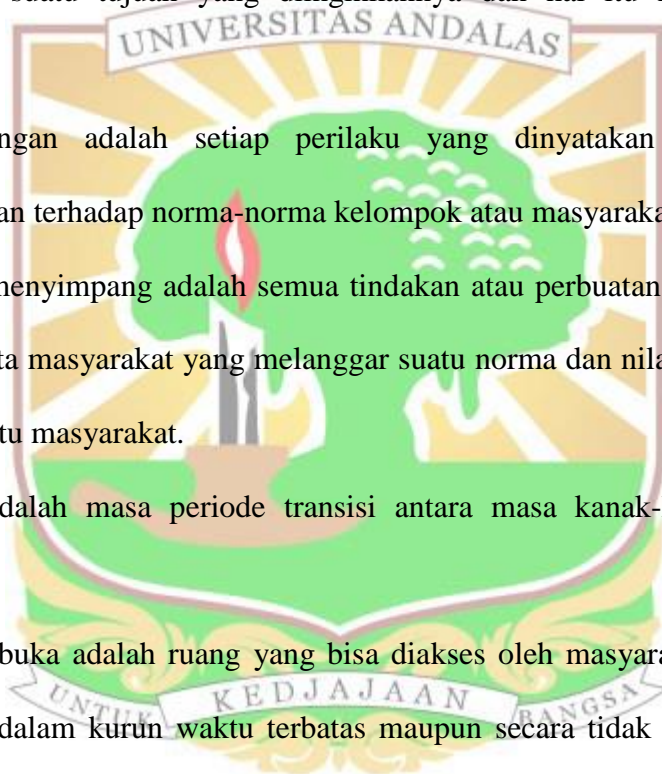 suatu tujuan yang diinginkannya dan hal itu
UNIVERSITAS ANDALAS
ngan adalah setiap perilaku yang dinyatakan
an terhadap norma-norma kelompok atau masyaraka
menyimpang adalah semua tindakan atau perbuatan
ta masyarakat yang melanggar suatu norma dan nila
tu masyarakat.
dalah masa periode transisi antara masa kanak-
buka adalah ruang yang bisa diakses oleh masyara
dalam kurun waktu terbatas maupun secara tidak
UNTUK KEDJAJAAN BANGSA